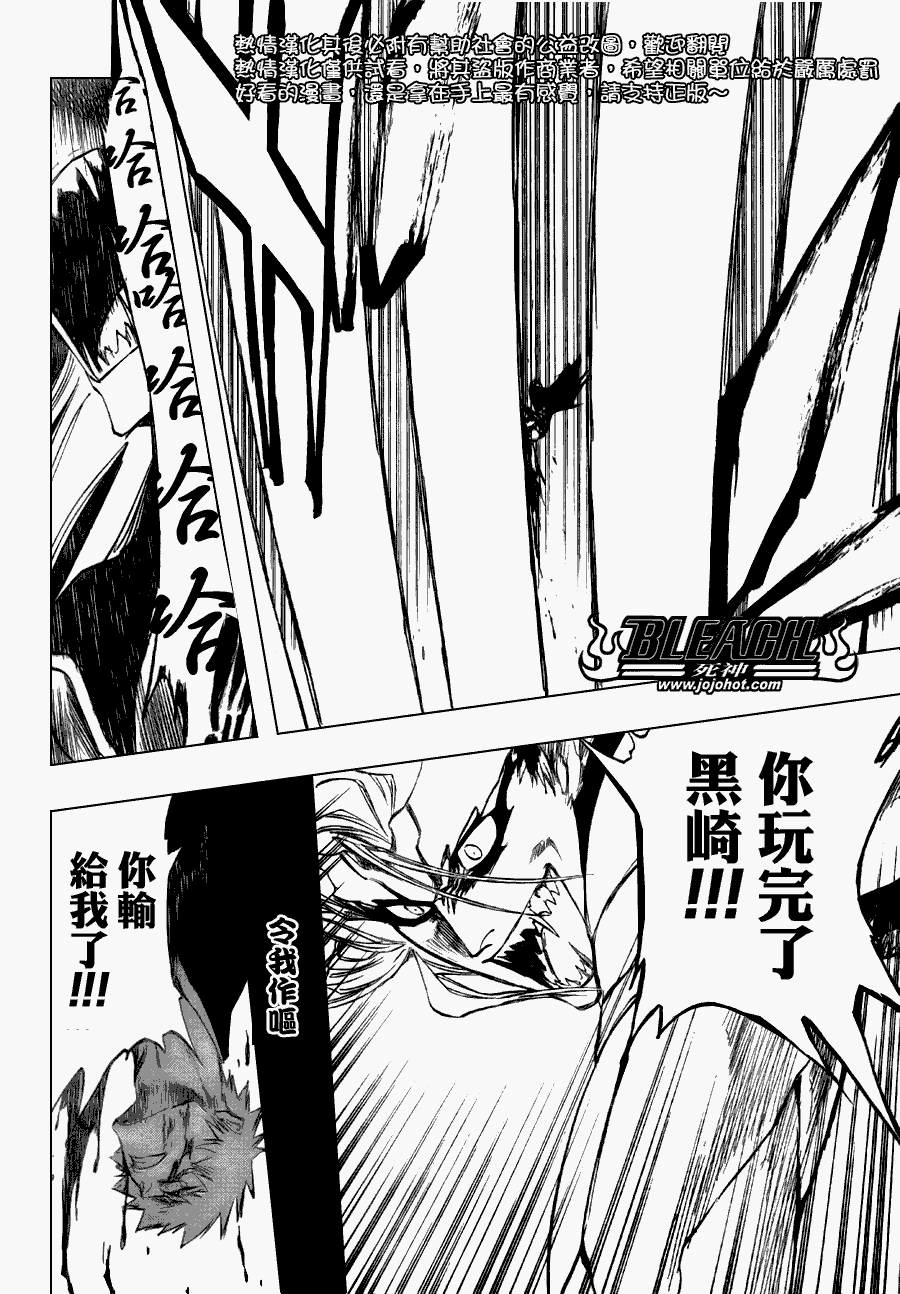 熱情漢化其後必附有幫助社會的公益改圖，歡迎翻閱
熱情漢化僅供試看，將其盜版作商業者，希望相關單位給於嚴厲處罰
好看的漫畫，還是拿在手上最有感覺，請支持正版～
哈哈哈哈哈哈哈
BLEACH
死神
www.jojohot.com
你玩完了
黑崎!!!
令我作嘔
你輸
給我了!!!